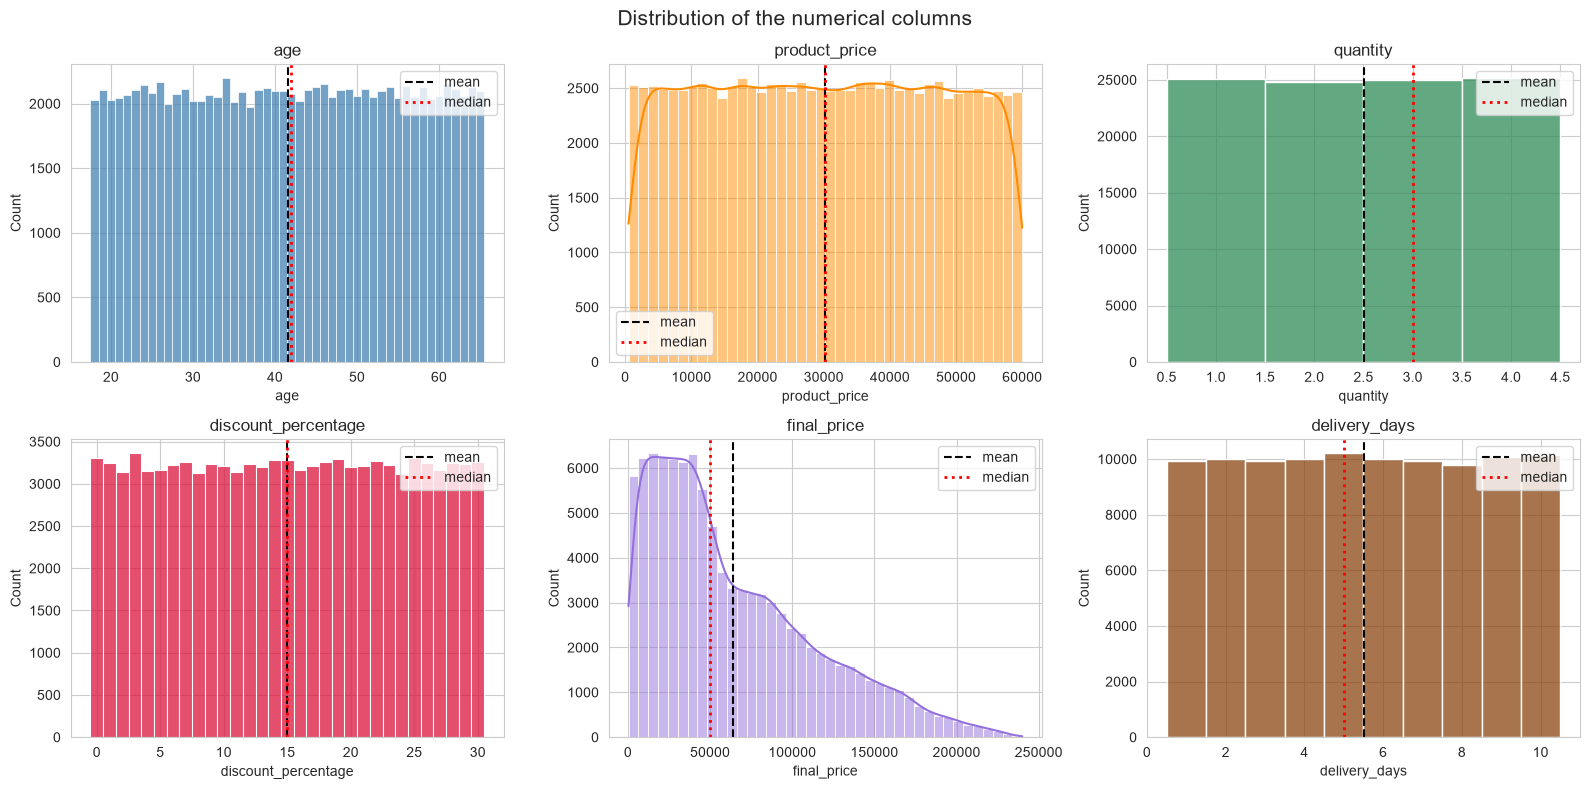 Distribution of the numerical columns
age
mean
median
Count
2000
1500
1000
500
0
20
30
40
50
60
age
product_price
mean
median
Count
2500
2000
1500
1000
500
0
0
10000
20000
30000
40000
50000
60000
product_price
quantity
mean
median
Count
25000
20000
15000
10000
5000
0
0.5
1.0
1.5
2.0
2.5
3.0
3.5
4.0
4.5
quantity
discount_percentage
mean
median
Count
3500
3000
2500
2000
1500
1000
500
0
0
5
10
15
20
25
30
discount_percentage
final_price
mean
median
Count
6000
5000
4000
3000
2000
1000
0
0
50000
100000
150000
200000
250000
final_price
delivery_days
mean
median
Count
10000
8000
6000
4000
2000
0
0
2
4
6
8
10
delivery_days